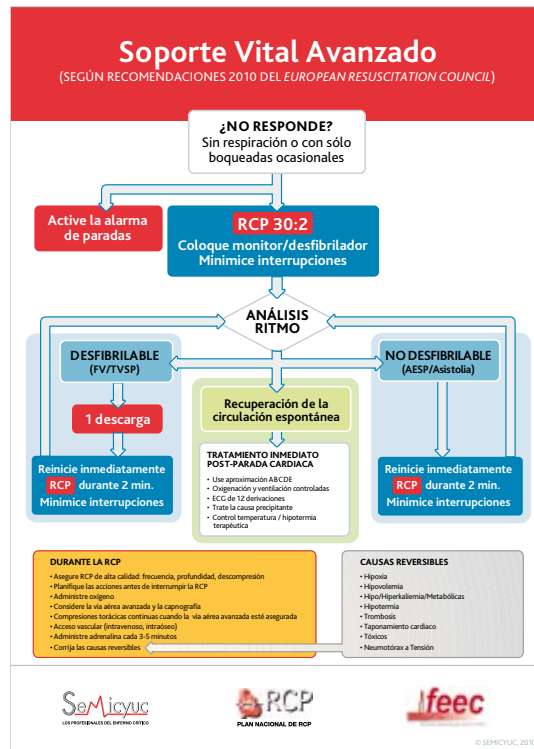 Soporte Vital Avanzado
(SEGÚN RECOMENDACIONES 2010 DEL EUROPEAN RESUSCITATION COUNCIL)
¿NO RESPONDE?
Sin respiración o con sólo
boqueadas ocasionales
Active la alarma
de paradas
RCP 30:2
Coloque monitor/desfibrilador
Minimice interrupciones
ANÁLISIS
RITMO
DESFIBRILABLE
(FV/TVSP)
1 descarga
Reinicie inmediatamente
RCP durante 2 min.
Minimice interrupciones
Recuperación de la
circulación espontánea
TRATAMIENTO INMEDIATO
POST-PARADA CARDIACA
• Use aproximación ABCDE
• Oxigenación y ventilación controladas
• ECG de 12 derivaciones
• Trate la causa precipitante
• Control temperatura / hipotermia
terapéutica
NO DESFIBRILABLE
(AESP/Asistolia)
Reinicie inmediatamente
RCP durante 2 min.
Minimice interrupciones
DURANTE LA RCP
• Asegure RCP de alta calidad: frecuencia, profundidad, descompresión
• Planifique las acciones antes de interrumpir la RCP
• Administre oxígeno
• Considere la vía aérea avanzada y la capnografía
• Compresiones torácicas continuas cuando la vía aérea avanzada esté asegurada
• Acceso vascular (intravenoso, intraóseo)
• Administre adrenalina cada 3-5 minutos
• Corrija las causas reversibles
CAUSAS REVERSIBLES
• Hipoxia
• Hipovolemia
• Hipo/Hiperkaliemia/Metabólicas
• Hipotermia
• Trombosis
• Taponamiento cardiaco
• Tóxicos
• Neumotórax a Tensión
SeMicyuc
LOS PROFESIONALES DEL ENFERMO CRÍTICO
RCP
PLAN NACIONAL DE RCP
feec
© SEMICYUC, 2010